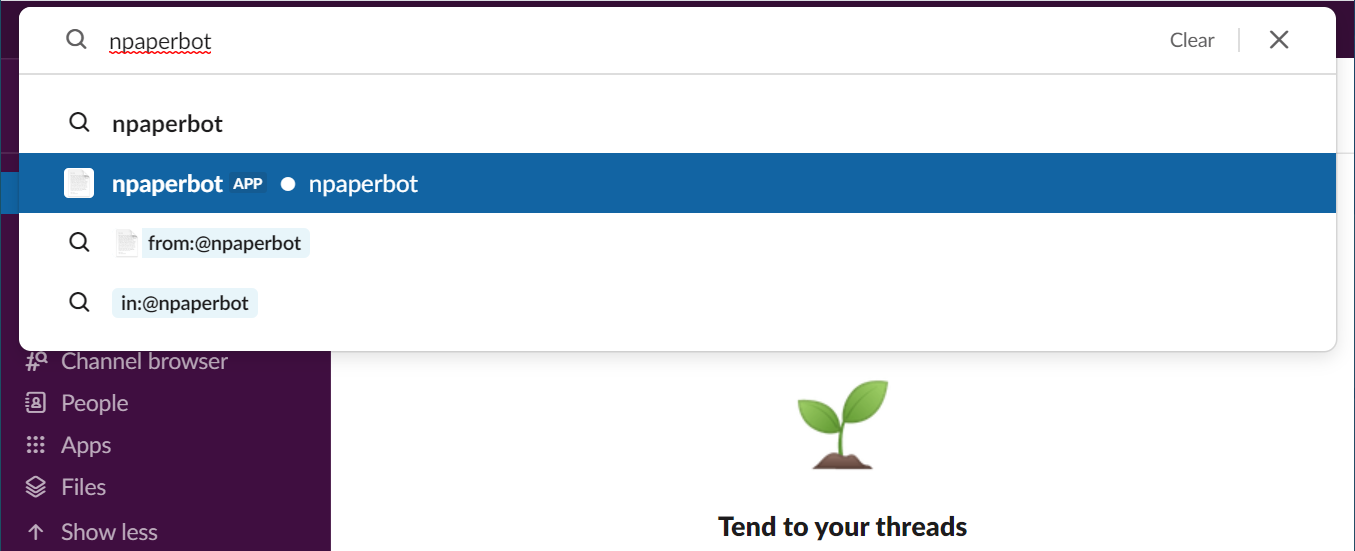 npaperbot Clear
npaperbot
npaperbot APP npaperbot
from:@npaperbot
in:@npaperbot
Channel browser
People
Apps
Files
Show less
Tend to your threads